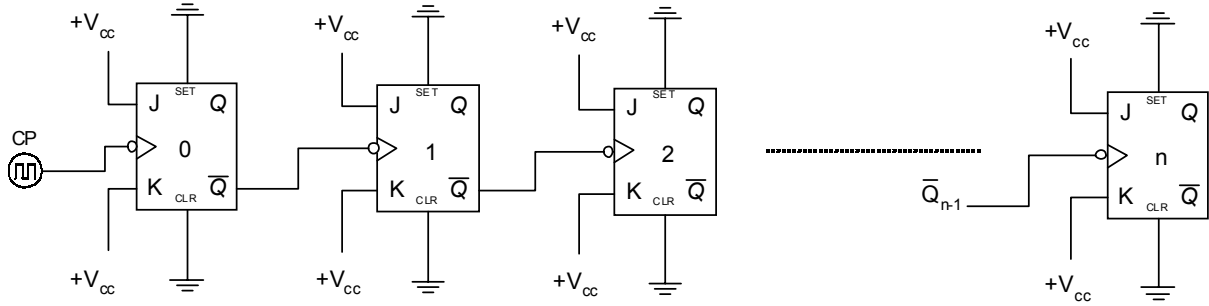 +Vcc
+Vcc
+Vcc
+Vcc
CP
J SET Q
0
K CLR Q̅
J SET Q
1
K CLR Q̅
J SET Q
2
K CLR Q̅
Q̅n-1
J SET Q
n
K CLR Q̅
+Vcc
+Vcc
+Vcc
+Vcc